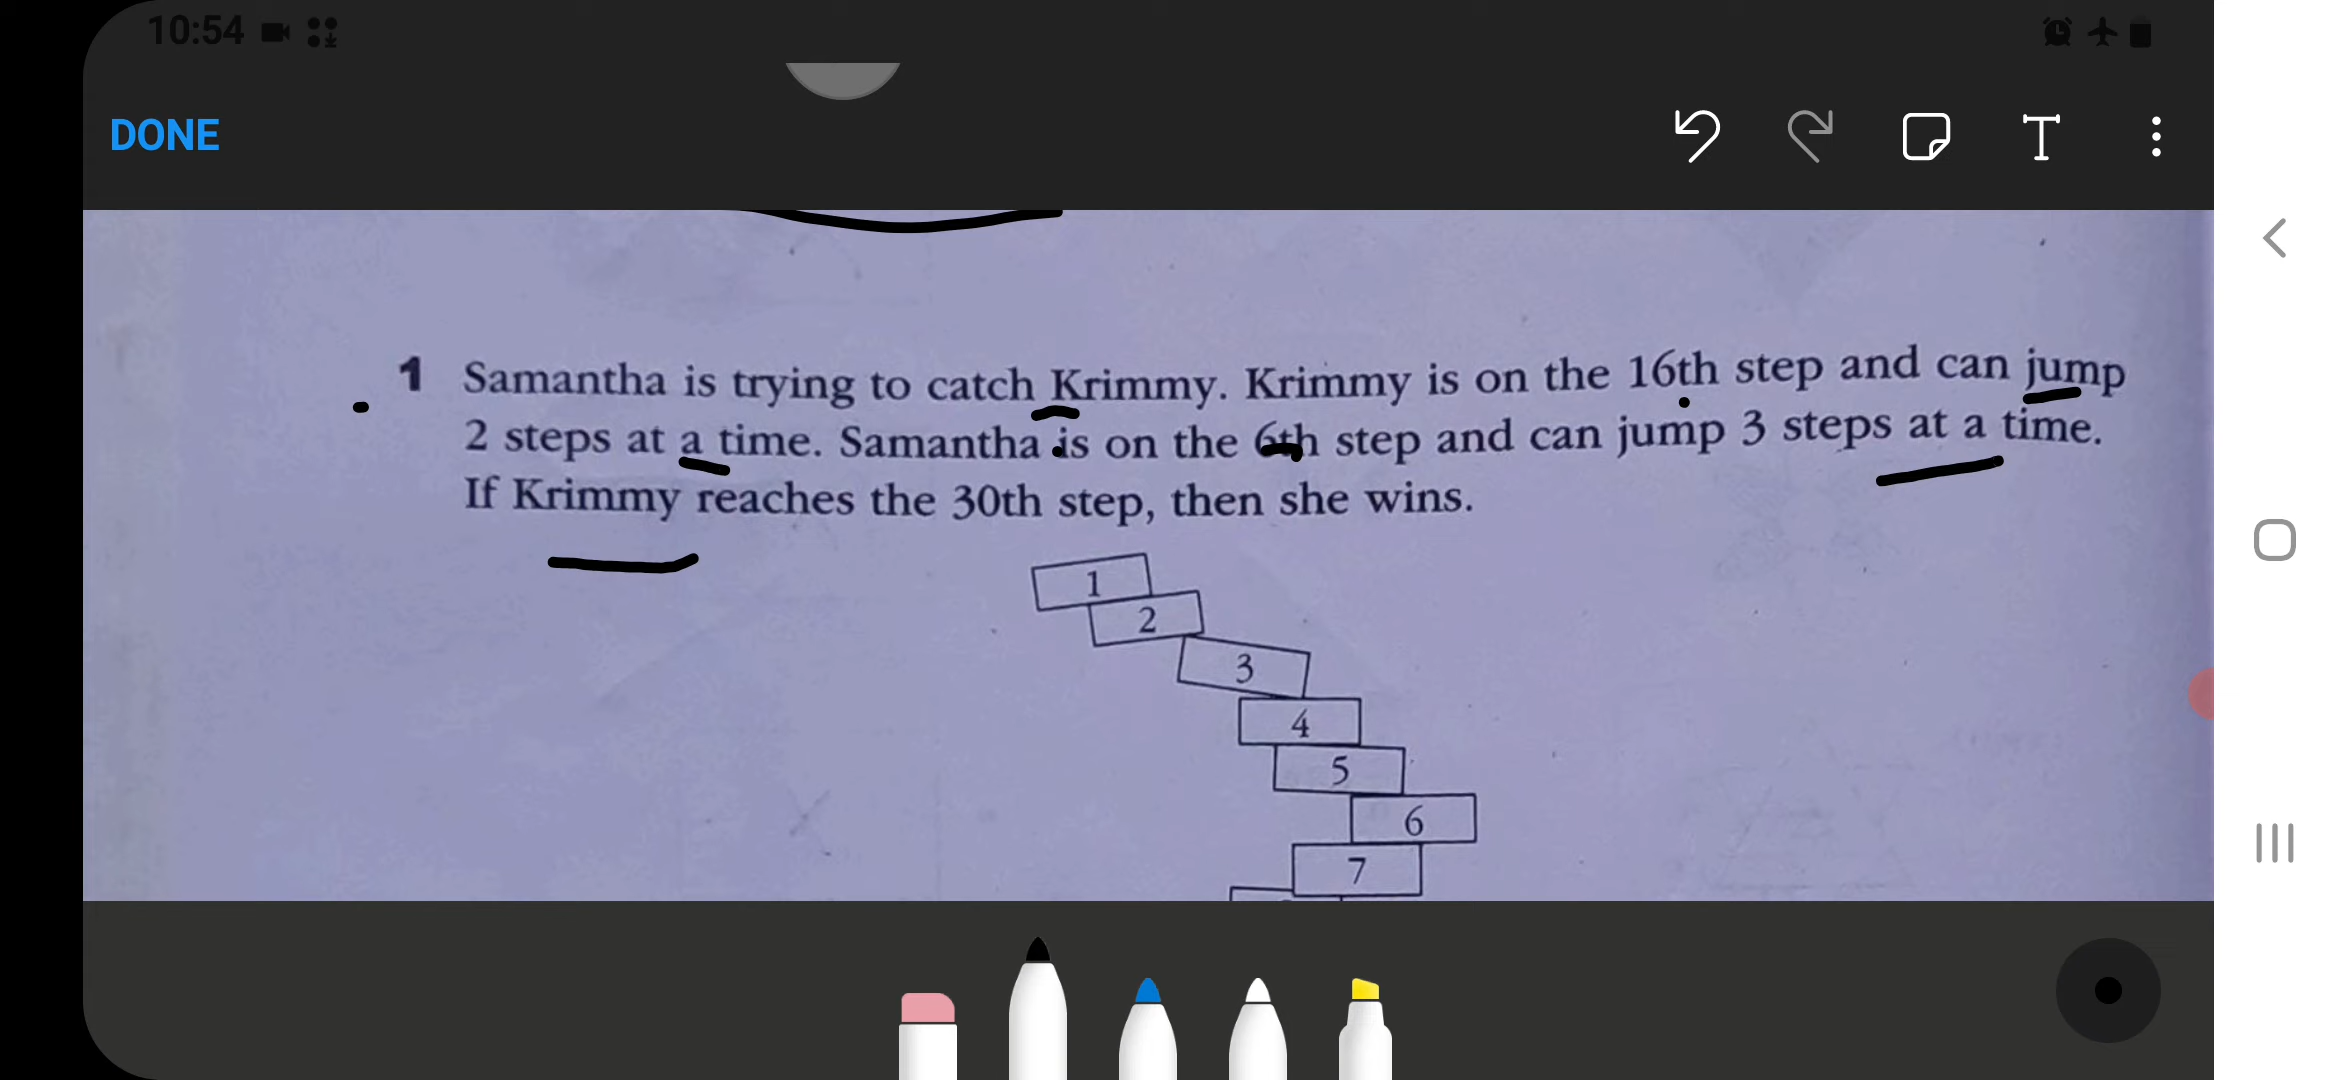 10:54
DONE
1 Samantha is trying to catch Krimmy. Krimmy is on the 16th step and can jump
2 steps at a time. Samantha is on the 6th step and can jump 3 steps at a time.
If Krimmy reaches the 30th step, then she wins.
1
2
3
4
5
6
7